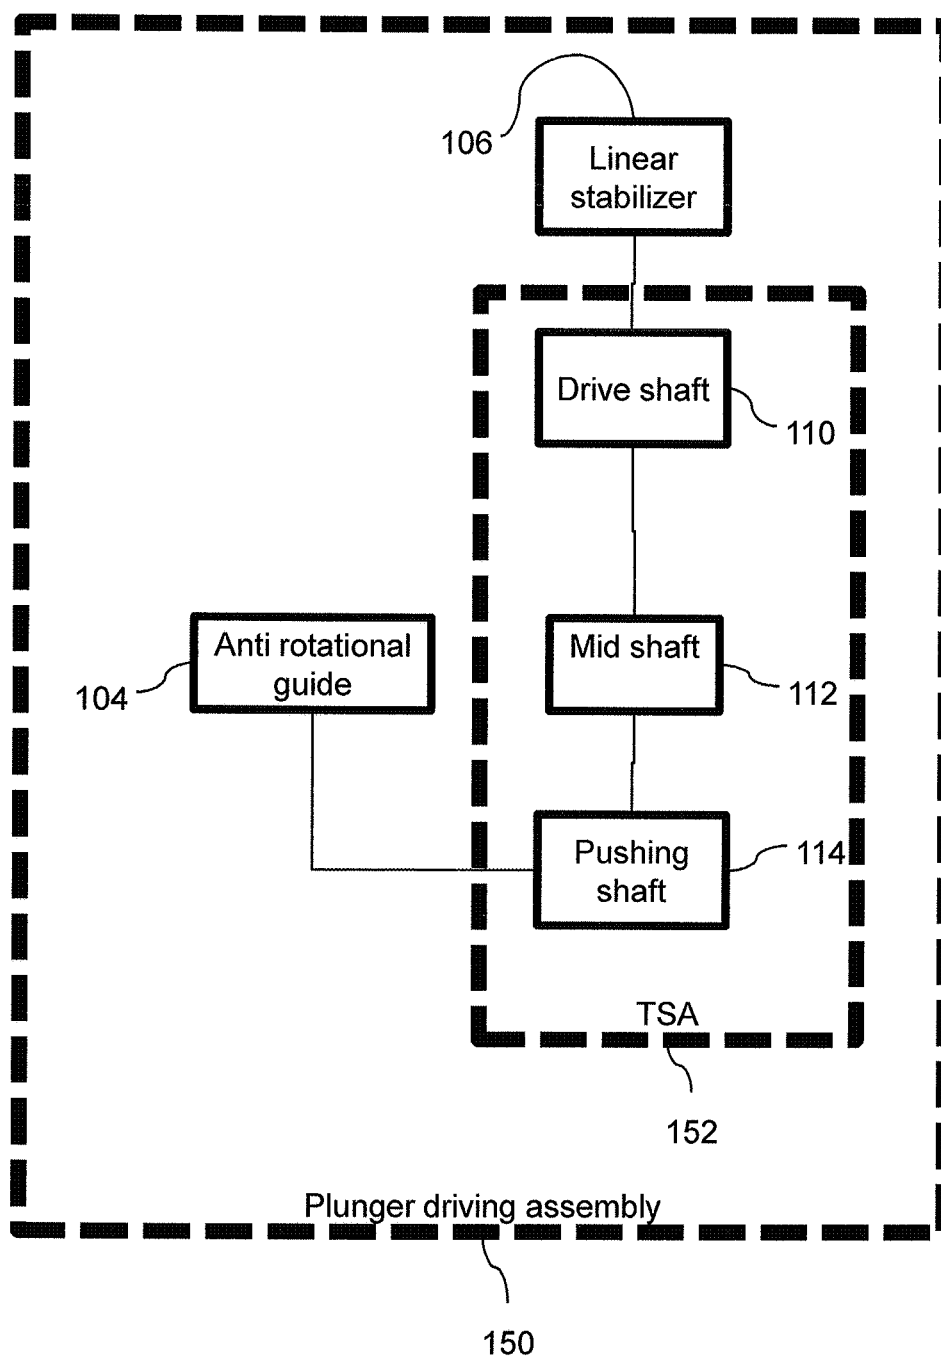 106
Linear
stabilizer
Drive shaft
110
Anti rotational
guide
104
Mid shaft
112
Pushing
shaft
114
TSA
152
Plunger driving assembly
150